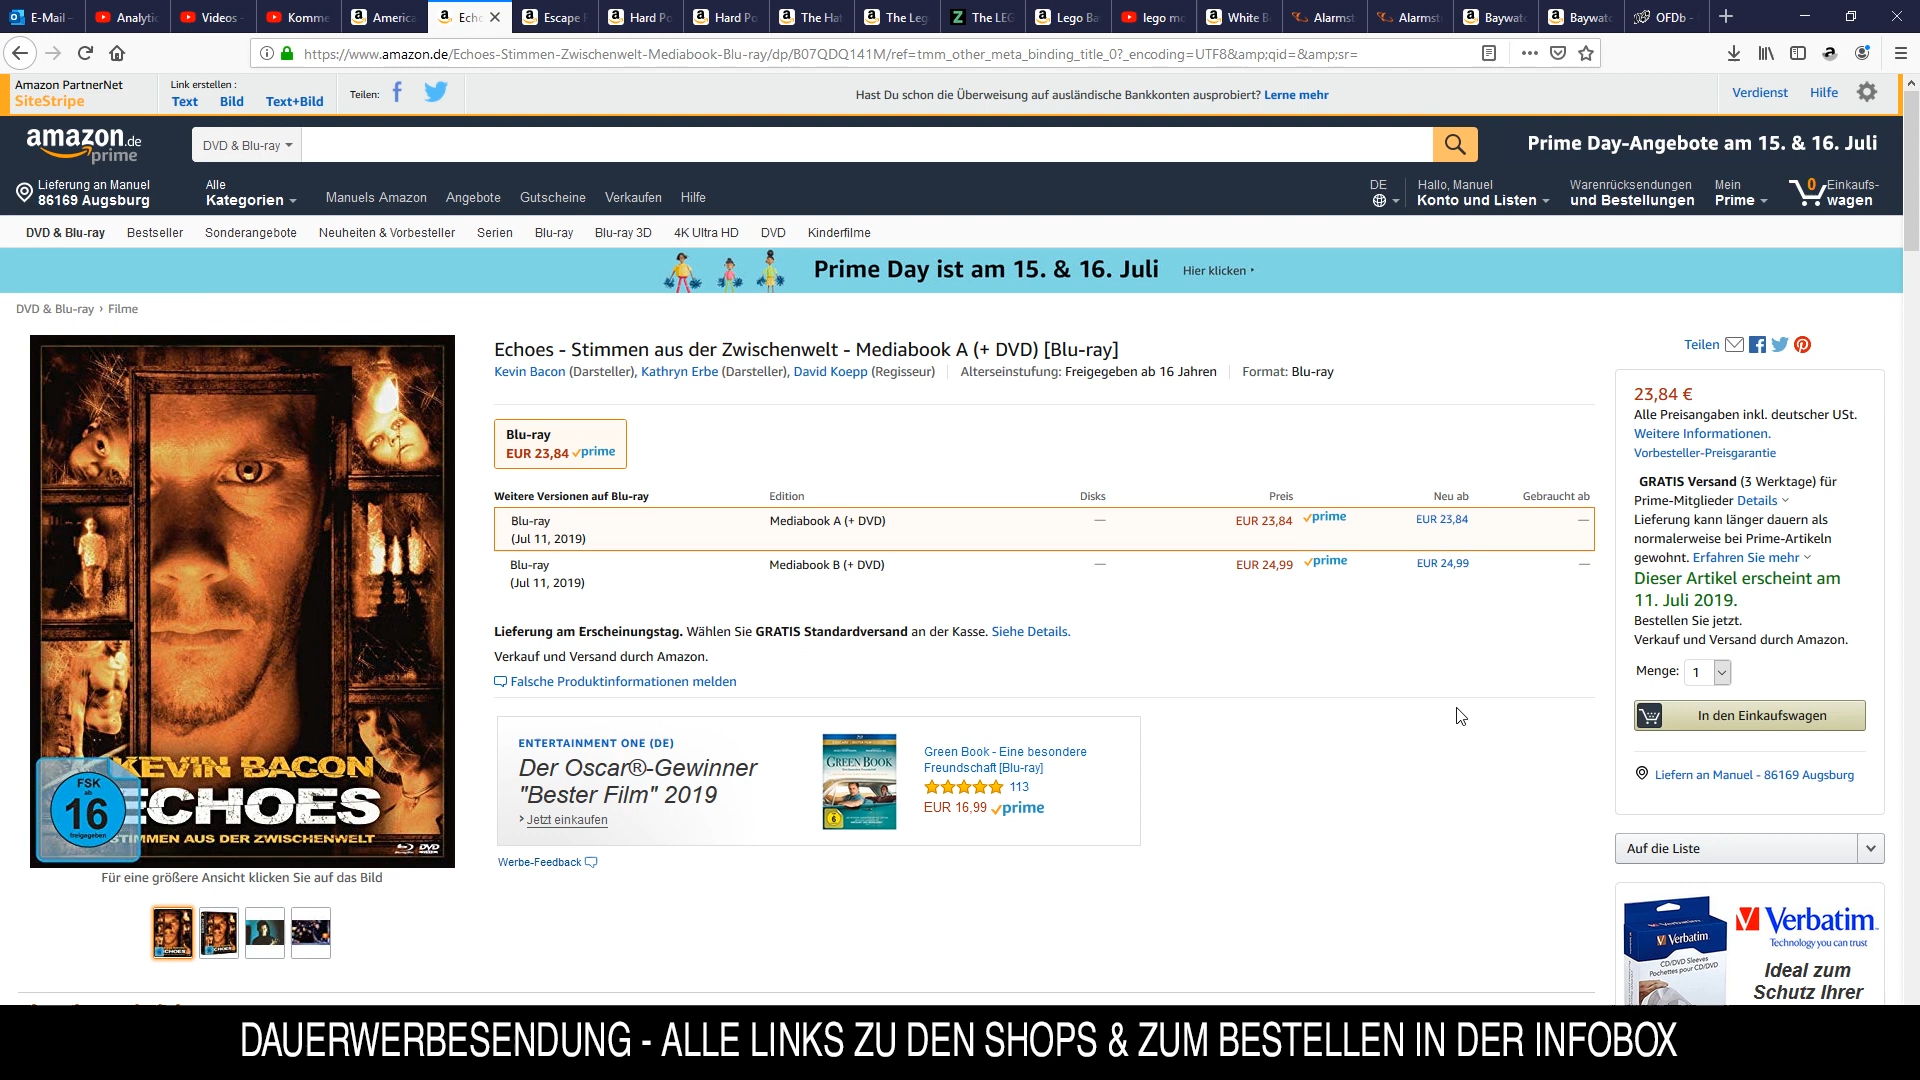 E-Mail
Analytic
Videos -
Komme
America
Echo
Escape
Hard Po
Hard Po
The Hat
The Leg
The LEG
Lego Ba
lego mo
White B
Alarmst
Alarmst
Baywatc
Baywatc
OFDb -
https://www.amazon.de/Echoes-Stimmen-Zwischenwelt-Mediabook-Blu-ray/dp/B07QDQ141M/ref=tmm_other_meta_binding_title_0?_encoding=UTF8&amp;qid=&amp;sr=
Amazon PartnerNet
SiteStripe
Link erstellen :
Text Bild Text+Bild
Teilen:
Hast Du schon die Überweisung auf ausländische Bankkonten ausprobiert? Lerne mehr
Verdienst Hilfe
amazon.de
prime
DVD & Blu-ray
Prime Day-Angebote am 15. & 16. Juli
Lieferung an Manuel
86169 Augsburg
Alle
Kategorien
Manuels Amazon Angebote Gutscheine Verkaufen Hilfe
DE
Hallo, Manuel
Konto und Listen
Warenrücksendungen
und Bestellungen
Mein
Prime
0
Einkaufs-
wagen
DVD & Blu-ray Bestseller Sonderangebote Neuheiten & Vorbesteller Serien Blu-ray Blu-ray 3D 4K Ultra HD DVD Kinderfilme
Prime Day ist am 15. & 16. Juli Hier klicken ‣
DVD & Blu-ray › Filme
KEVIN BACON
ECHOES
STIMMEN AUS DER ZWISCHENWELT
FSK
ab
16
freigegeben
DVD
Für eine größere Ansicht klicken Sie auf das Bild
Echoes - Stimmen aus der Zwischenwelt - Mediabook A (+ DVD) [Blu-ray]
Kevin Bacon (Darsteller), Kathryn Erbe (Darsteller), David Koepp (Regisseur) Alterseinstufung: Freigegeben ab 16 Jahren Format: Blu-ray
Blu-ray
EUR 23,84 prime
Weitere Versionen auf Blu-ray Edition Disks Preis Neu ab Gebraucht ab
Blu-ray Mediabook A (+ DVD) — EUR 23,84 prime EUR 23,84 —
(Jul 11, 2019)
Blu-ray Mediabook B (+ DVD) — EUR 24,99 prime EUR 24,99 —
(Jul 11, 2019)
Lieferung am Erscheinungstag. Wählen Sie GRATIS Standardversand an der Kasse. Siehe Details.
Verkauf und Versand durch Amazon.
Falsche Produktinformationen melden
ENTERTAINMENT ONE (DE)
Der Oscar®-Gewinner
"Bester Film" 2019
› Jetzt einkaufen
GREEN BOOK
6
Green Book - Eine besondere
Freundschaft [Blu-ray]
113
EUR 16,99 prime
Werbe-Feedback
Teilen
23,84 €
Alle Preisangaben inkl. deutscher USt.
Weitere Informationen.
Vorbesteller-Preisgarantie
GRATIS Versand (3 Werktage) für
Prime-Mitglieder Details
Lieferung kann länger dauern als
normalerweise bei Prime-Artikeln
gewohnt. Erfahren Sie mehr
Dieser Artikel erscheint am
11. Juli 2019.
Bestellen Sie jetzt.
Verkauf und Versand durch Amazon.
Menge: 1
In den Einkaufswagen
Liefern an Manuel - 86169 Augsburg
Auf die Liste
Verbatim
CD/DVD Sleeves
Pochettes pour CD/DVD
Verbatim.
Technology you can trust
Ideal zum
Schutz Ihrer
DAUERWERBESENDUNG - ALLE LINKS ZU DEN SHOPS & ZUM BESTELLEN IN DER INFOBOX